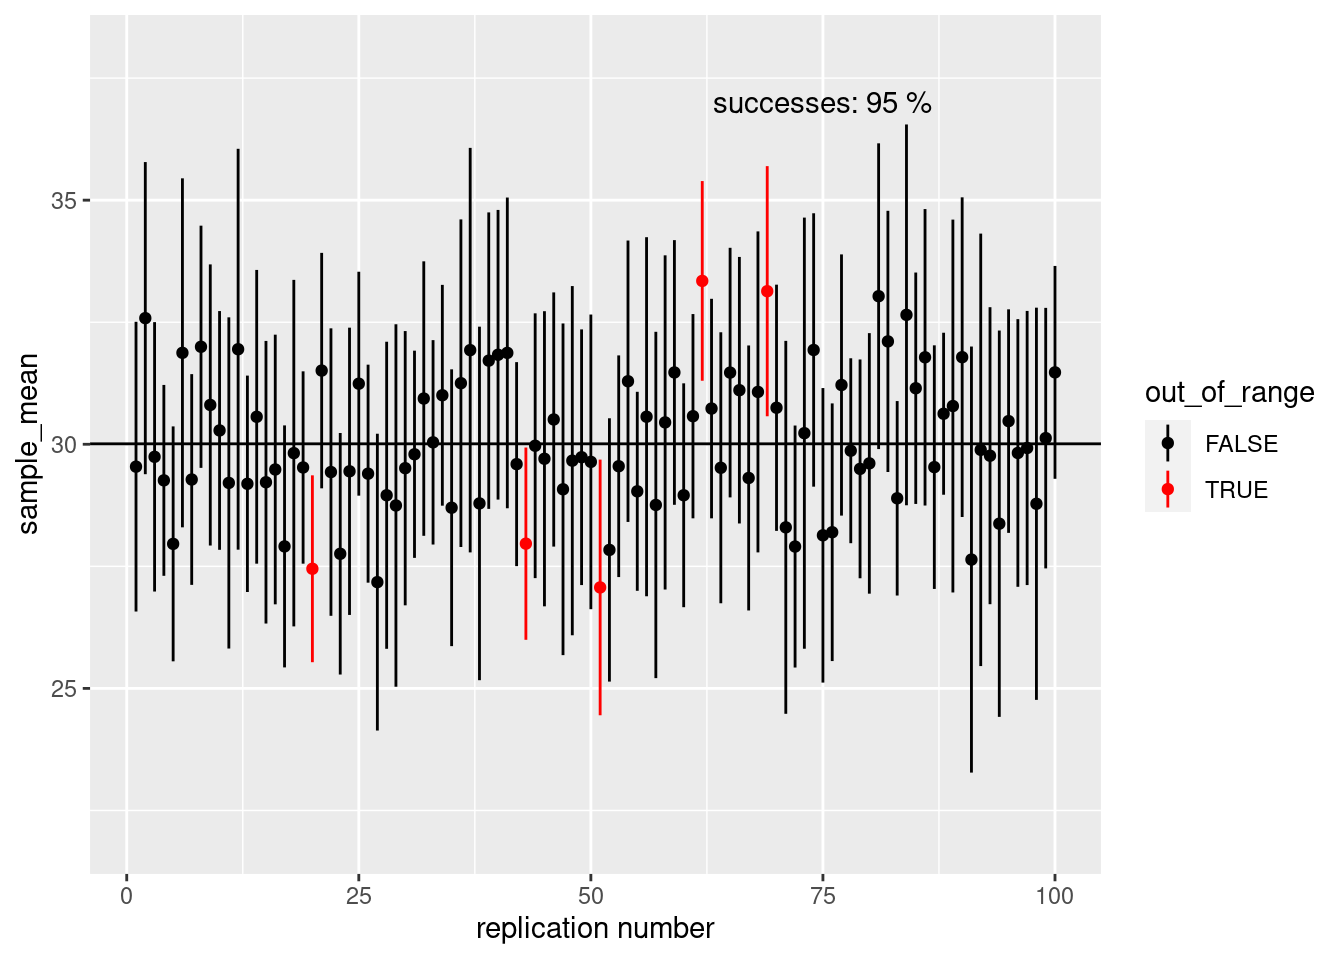 successes: 95 %
35
30
25
sample_mean
0
25
50
75
100
replication number
out_of_range
FALSE
TRUE